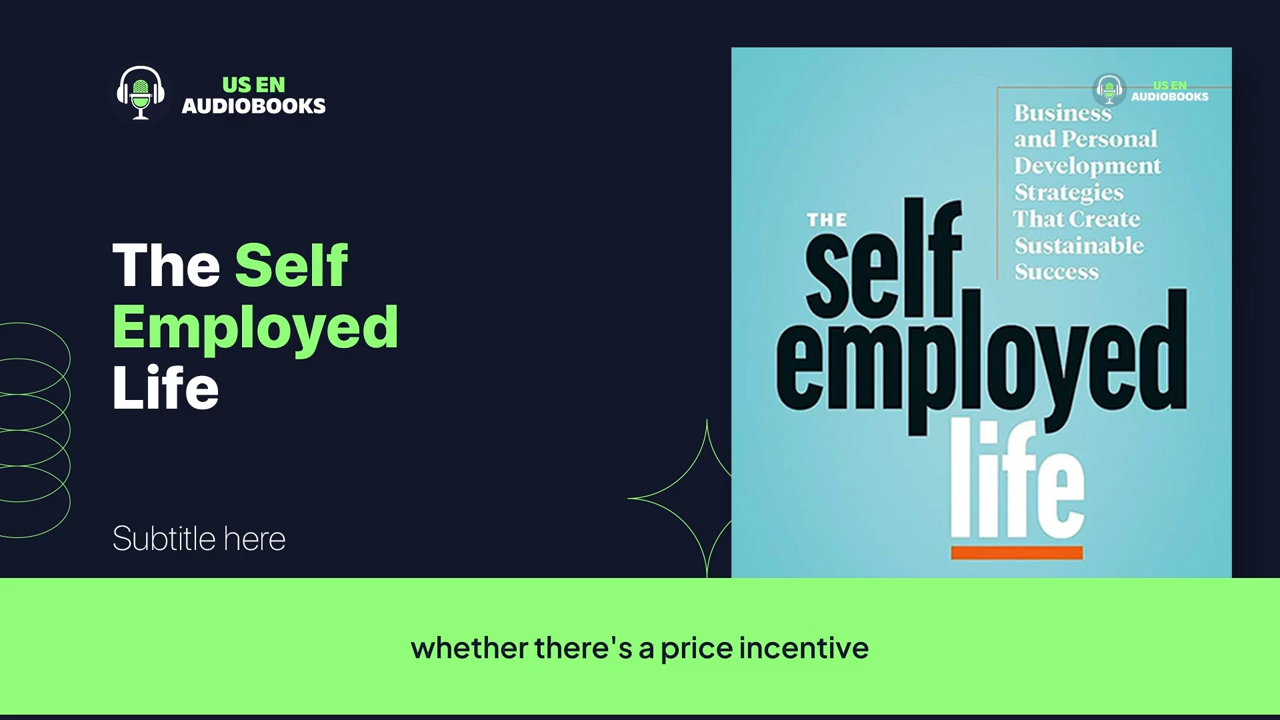 US EN
AUDIOBOOKS
The Self
Employed
Life
Subtitle here
US EN
AUDIOBOOKS
Business
and Personal
Development
Strategies
That Create
Sustainable
Success
THE
self
employed
life
whether there's a price incentive